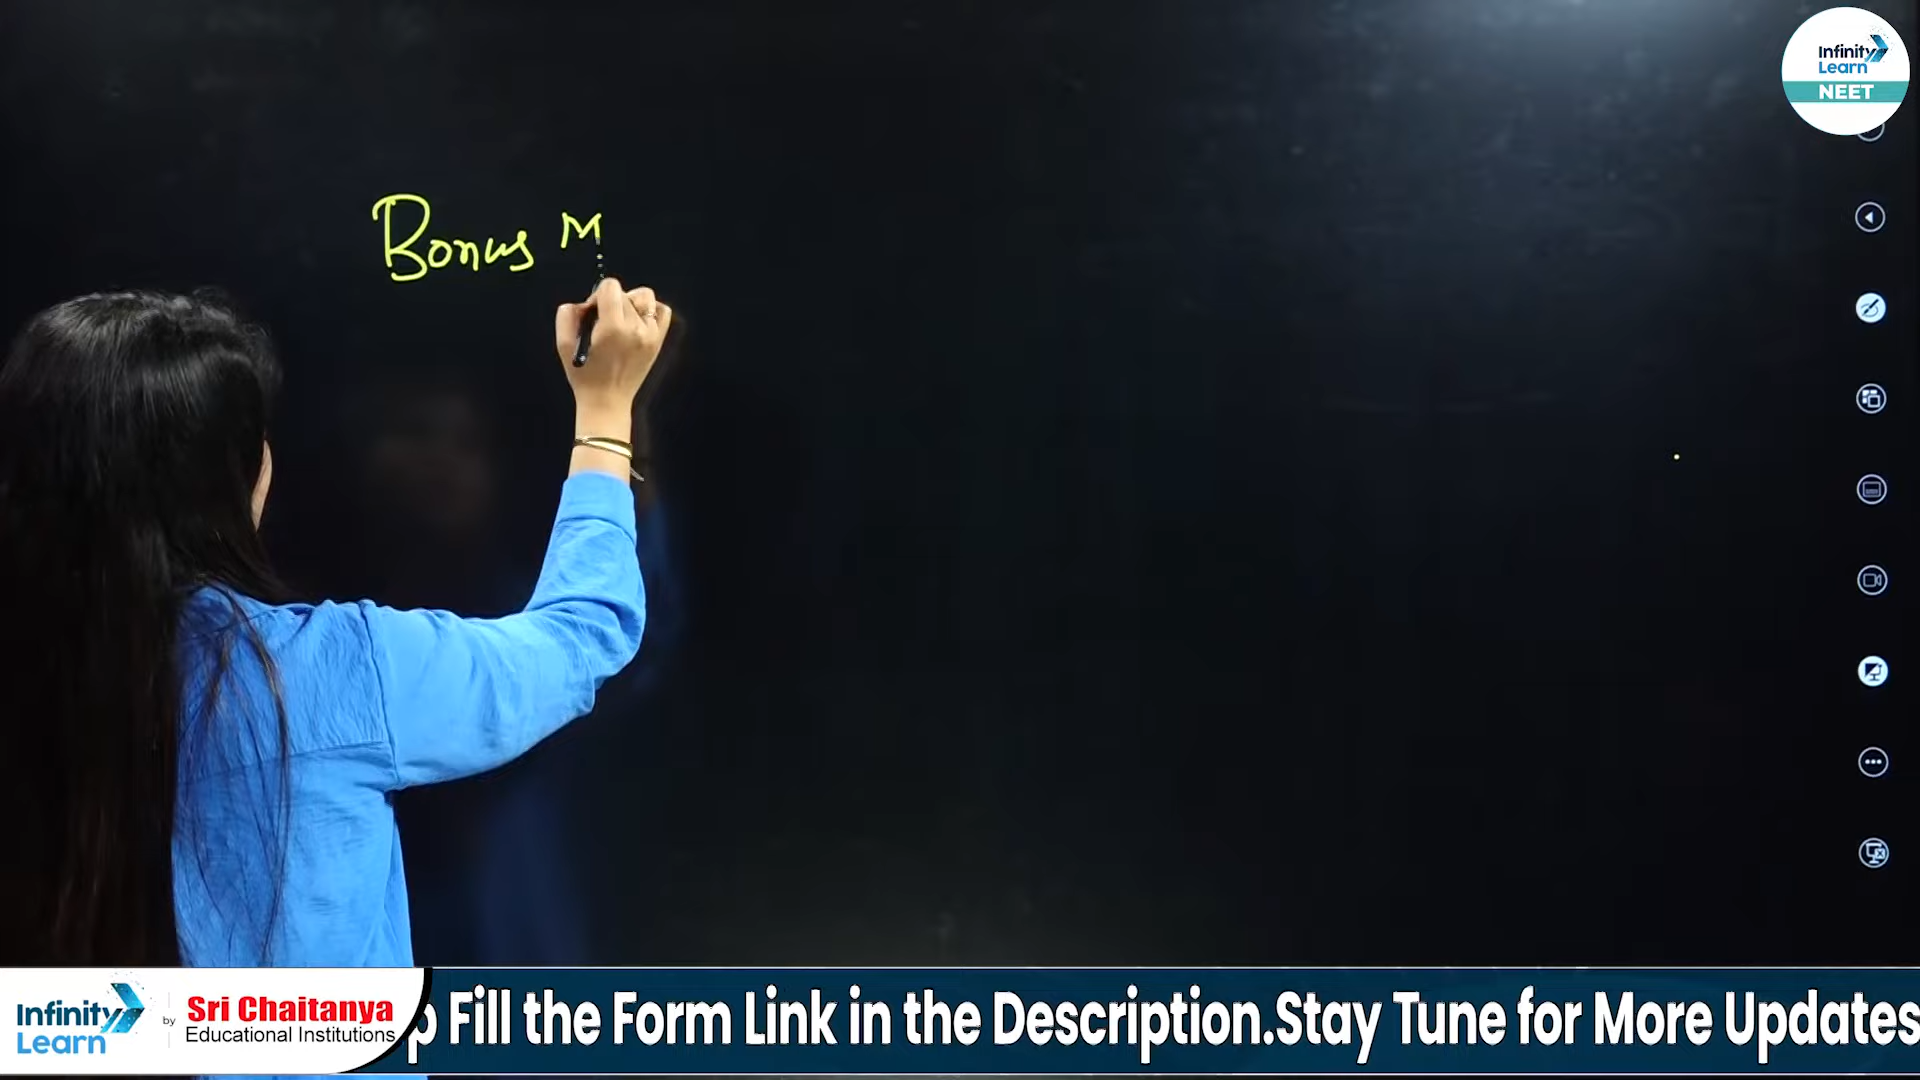 Infinity
Learn
NEET
Bonus M
Infinity
Learn
by
Sri Chaitanya
Educational Institutions
p Fill the Form Link in the Description.Stay Tune for More Updates